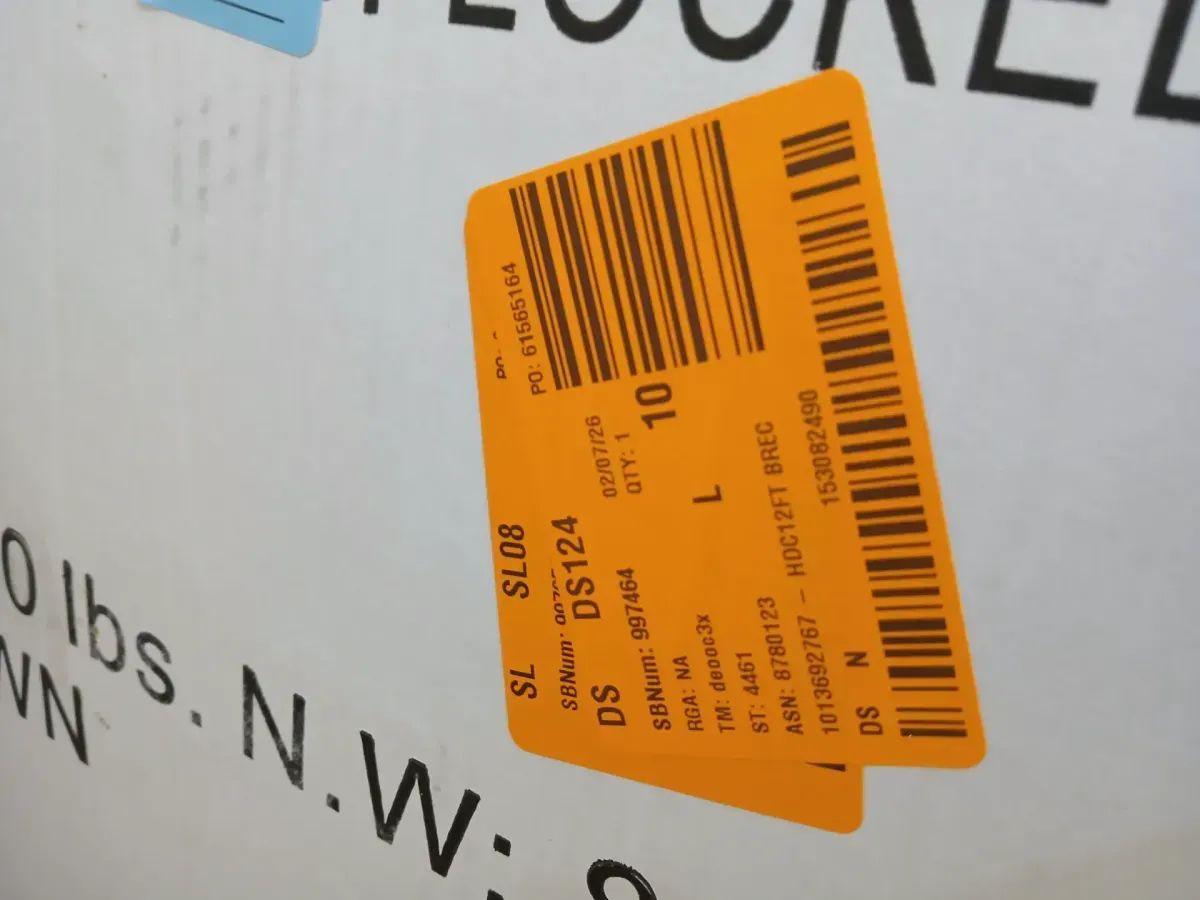 SL SL08
PO: 61565164
DS DS124
02/07/26
QTY: 1
SBNum: 997464
10
RGA: NA
TM: deooc3x
L
ST: 4461
ASN: 8780123
1013692767 - HDC12FT BREC
153082490
DS N
0 lbs. N.W: